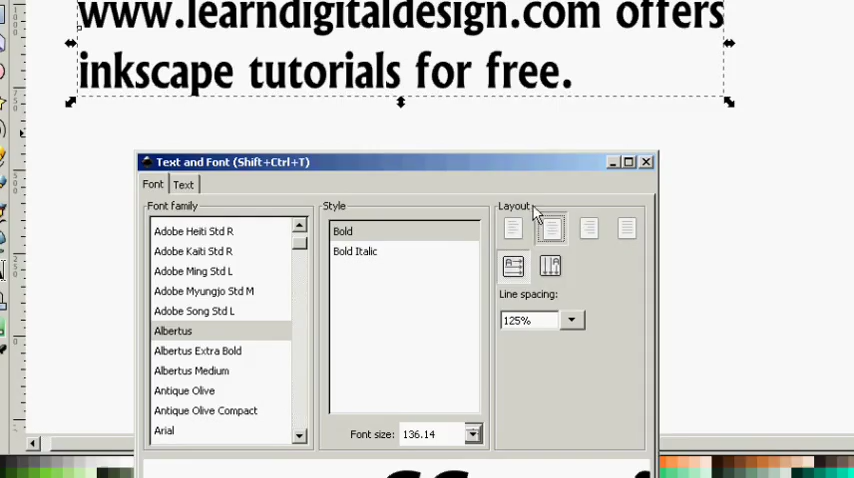 www.learndigitaldesign.com offers
inkscape tutorials for free.
Text and Font (Shift+Ctrl+T)
Font Text
Font family Style Layout
Adobe Heiti Std R
Adobe Kaiti Std R
Adobe Ming Std L
Adobe Myungjo Std M
Adobe Song Std L
Albertus
Albertus Extra Bold
Albertus Medium
Antique Olive
Antique Olive Compact
Arial
Bold
Bold Italic
Font size: 136.14
Line spacing:
125%